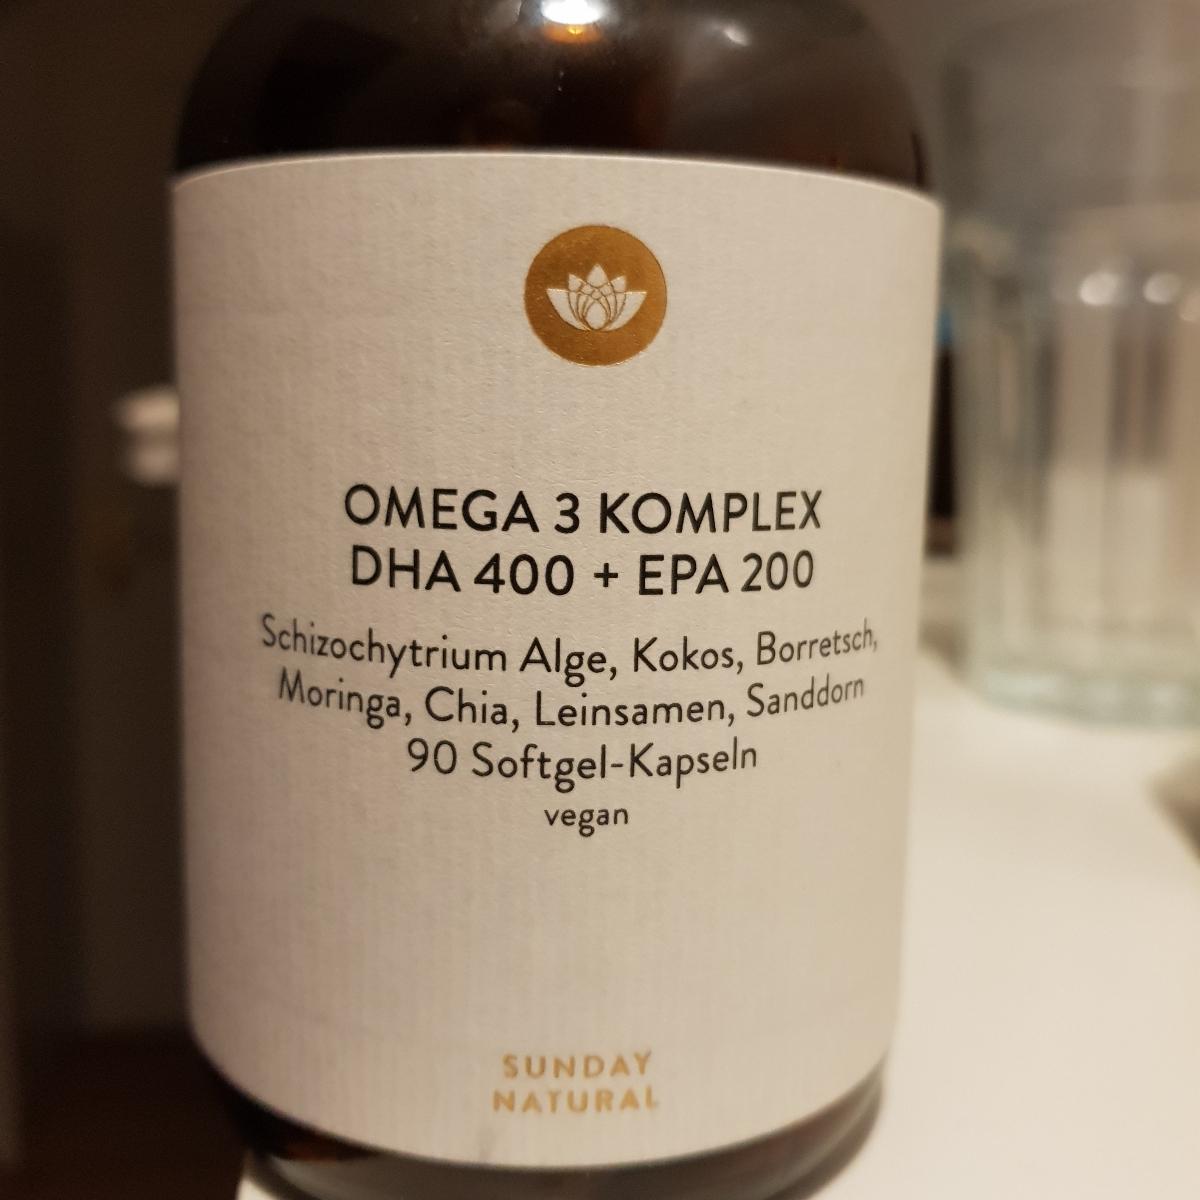 OMEGA 3 KOMPLEX
DHA 400 + EPA 200
Schizochytrium Alge, Kokos, Borretsch,
Moringa, Chia, Leinsamen, Sanddorn
90 Softgel-Kapseln
vegan
SUNDAY
NATURAL